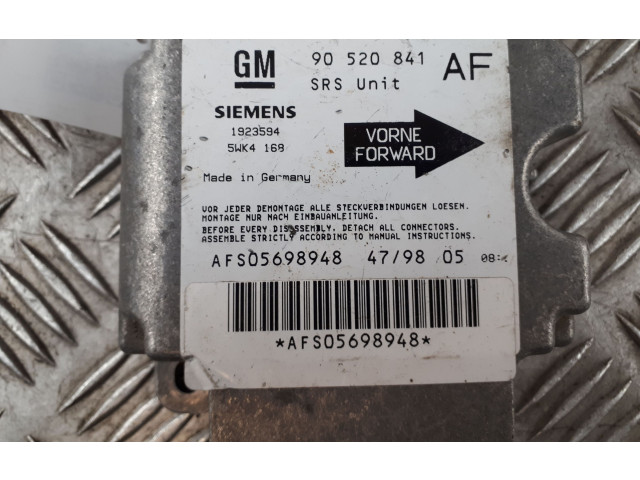 GM 90 520 841 AF
SRS Unit
SIEMENS
1923594
5WK4 168
VORNE
FORWARD
Made in Germany
VOR JEDER DEMONTAGE ALLE STECKVERBINDUNGEN LOESEN.
MONTAGE NUR NACH EINBAUANLEITUNG.
BEFORE EVERY DISASSEMBLY, DETACH ALL CONNECTORS.
ASSEMBLE STRICTLY ACCORDING TO MANUAL INSTRUCTIONS.
AFS05698948 47/98 05
*AFS05698948*